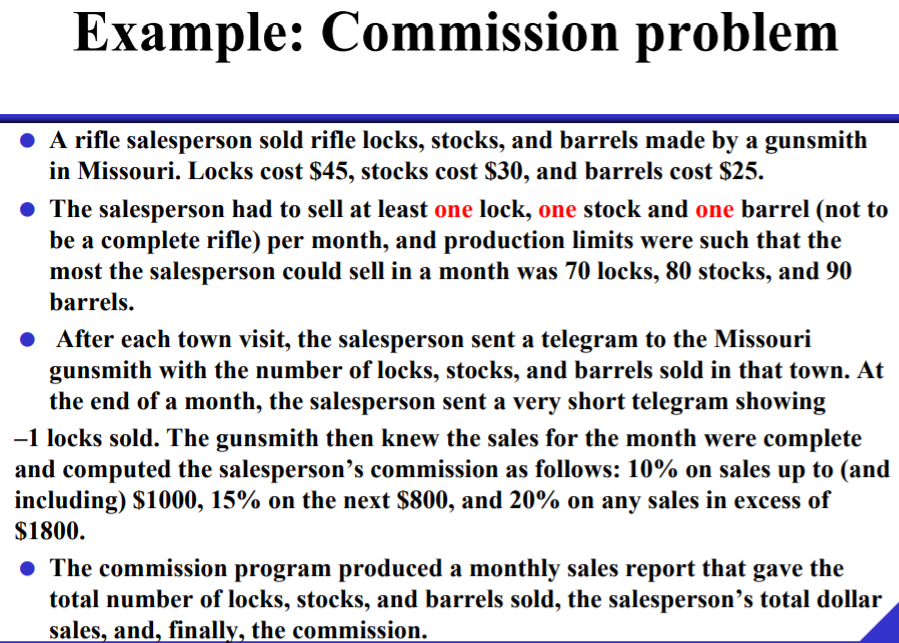 Example: Commission problem
A rifle salesperson sold rifle locks, stocks, and barrels made by a gunsmith
in Missouri. Locks cost $45, stocks cost $30, and barrels cost $25.
The salesperson had to sell at least one lock, one stock and one barrel (not to
be a complete rifle) per month, and production limits were such that the
most the salesperson could sell in a month was 70 locks, 80 stocks, and 90
barrels.
After each town visit, the salesperson sent a telegram to the Missouri
gunsmith with the number of locks, stocks, and barrels sold in that town. At
the end of a month, the salesperson sent a very short telegram showing
–1 locks sold. The gunsmith then knew the sales for the month were complete
and computed the salesperson’s commission as follows: 10% on sales up to (and
including) $1000, 15% on the next $800, and 20% on any sales in excess of
$1800.
The commission program produced a monthly sales report that gave the
total number of locks, stocks, and barrels sold, the salesperson’s total dollar
sales, and, finally, the commission.